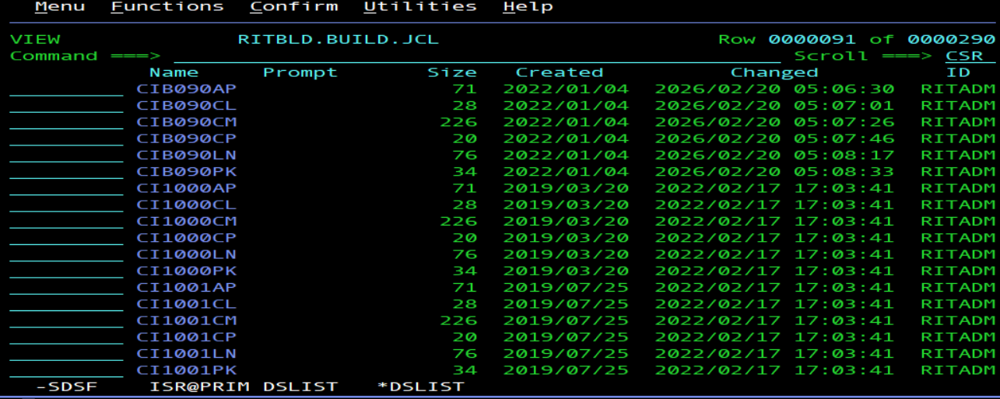 Menu  Functions  Confirm  Utilities  Help
VIEW              RITBLD.BUILD.JCL                      Row 0000091 of 0000290
Command ===>                                                  Scroll ===> CSR
           Name     Prompt       Size   Created          Changed          ID
           CIB090AP                71  2022/01/04  2026/02/20 05:06:30  RITADM
           CIB090CL                28  2022/01/04  2026/02/20 05:07:01  RITADM
           CIB090CM               226  2022/01/04  2026/02/20 05:07:26  RITADM
           CIB090CP                20  2022/01/04  2026/02/20 05:07:46  RITADM
           CIB090LN                76  2022/01/04  2026/02/20 05:08:17  RITADM
           CIB090PK                34  2022/01/04  2026/02/20 05:08:33  RITADM
           CI1000AP                71  2019/03/20  2022/02/17 17:03:41  RITADM
           CI1000CL                28  2019/03/20  2022/02/17 17:03:41  RITADM
           CI1000CM               226  2019/03/20  2022/02/17 17:03:41  RITADM
           CI1000CP                20  2019/03/20  2022/02/17 17:03:41  RITADM
           CI1000LN                76  2019/03/20  2022/02/17 17:03:41  RITADM
           CI1000PK                34  2019/03/20  2022/02/17 17:03:41  RITADM
           CI1001AP                71  2019/07/25  2022/02/17 17:03:41  RITADM
           CI1001CL                28  2019/07/25  2022/02/17 17:03:41  RITADM
           CI1001CM               226  2019/07/25  2022/02/17 17:03:41  RITADM
           CI1001CP                20  2019/07/25  2022/02/17 17:03:41  RITADM
           CI1001LN                76  2019/07/25  2022/02/17 17:03:41  RITADM
           CI1001PK                34  2019/07/25  2022/02/17 17:03:41  RITADM
-SDSF    ISR@PRIM DSLIST   *DSLIST